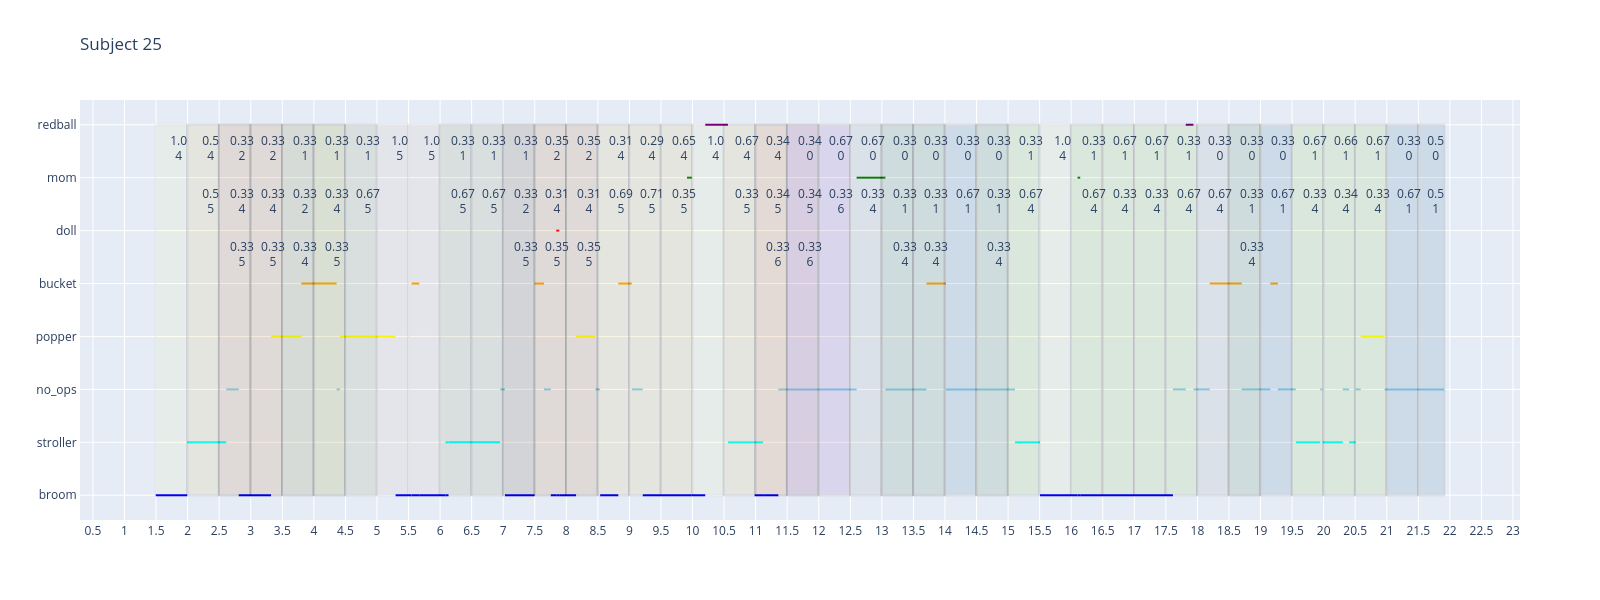 Subject 25
redball
1.0 0.5 0.33 0.33 0.33 0.33 0.33 1.0 1.0 0.33 0.33 0.33 0.35 0.35 0.31 0.29 0.65 1.0 0.67 0.34 0.34 0.67 0.67 0.33 0.33 0.33 0.33 0.33 1.0 0.33 0.67 0.67 0.33 0.33 0.33 0.33 0.67 0.66 0.67 0.33 0.5
4 4 2 2 1 1 1 5 5 1 1 1 2 2 4 4 4 4 4 4 0 0 0 0 0 0 0 1 4 1 1 1 1 0 0 0 1 1 1 0 0
mom
0.5 0.33 0.33 0.33 0.33 0.67 0.67 0.67 0.33 0.31 0.31 0.69 0.71 0.35 0.33 0.34 0.34 0.33 0.33 0.33 0.33 0.67 0.33 0.67 0.67 0.33 0.33 0.67 0.67 0.33 0.67 0.33 0.34 0.33 0.67 0.5
5 4 4 2 4 5 5 5 2 4 4 5 5 5 5 5 5 6 4 1 1 1 1 4 4 4 4 4 4 1 1 4 4 4 1 1
doll
0.33 0.33 0.33 0.33 0.33 0.35 0.35 0.33 0.33 0.33 0.33 0.33 0.33
5 5 4 5 5 5 5 6 6 4 4 4 4
bucket
popper
no_ops
stroller
broom
0.5 1 1.5 2 2.5 3 3.5 4 4.5 5 5.5 6 6.5 7 7.5 8 8.5 9 9.5 10 10.5 11 11.5 12 12.5 13 13.5 14 14.5 15 15.5 16 16.5 17 17.5 18 18.5 19 19.5 20 20.5 21 21.5 22 22.5 23